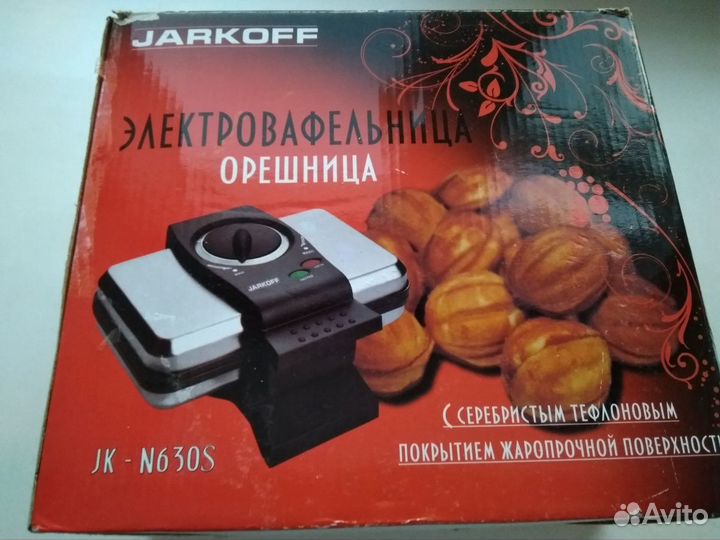 JARKOFF
ЭЛЕКТРОВАФЕЛЬНИЦА
ОРЕШНИЦА
JARKOFF
С СЕРЕБРИСТЫМ ТЕФЛОНОВЫМ
ПОКРЫТИЕМ ЖАРОПРОЧНОЙ ПОВЕРХНОСТИ
JK - N630S
Avito